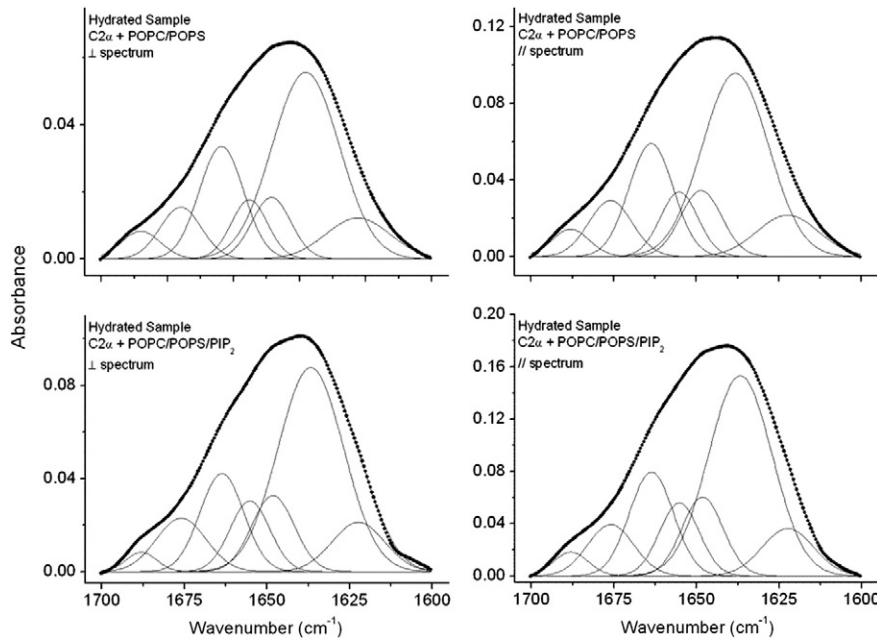 Hydrated Sample
C2α + POPC/POPS
⊥ spectrum
0.04
0.00
Hydrated Sample
C2α + POPC/POPS
// spectrum
0.12
0.08
0.04
0.00
Absorbance
Hydrated Sample
C2α + POPC/POPS/PIP₂
⊥ spectrum
0.08
0.04
0.00
1700 1675 1650 1625 1600
Wavenumber (cm⁻¹)
0.20
Hydrated Sample
C2α + POPC/POPS/PIP₂
// spectrum
0.16
0.12
0.08
0.04
0.00
1700 1675 1650 1625 1600
Wavenumber (cm⁻¹)